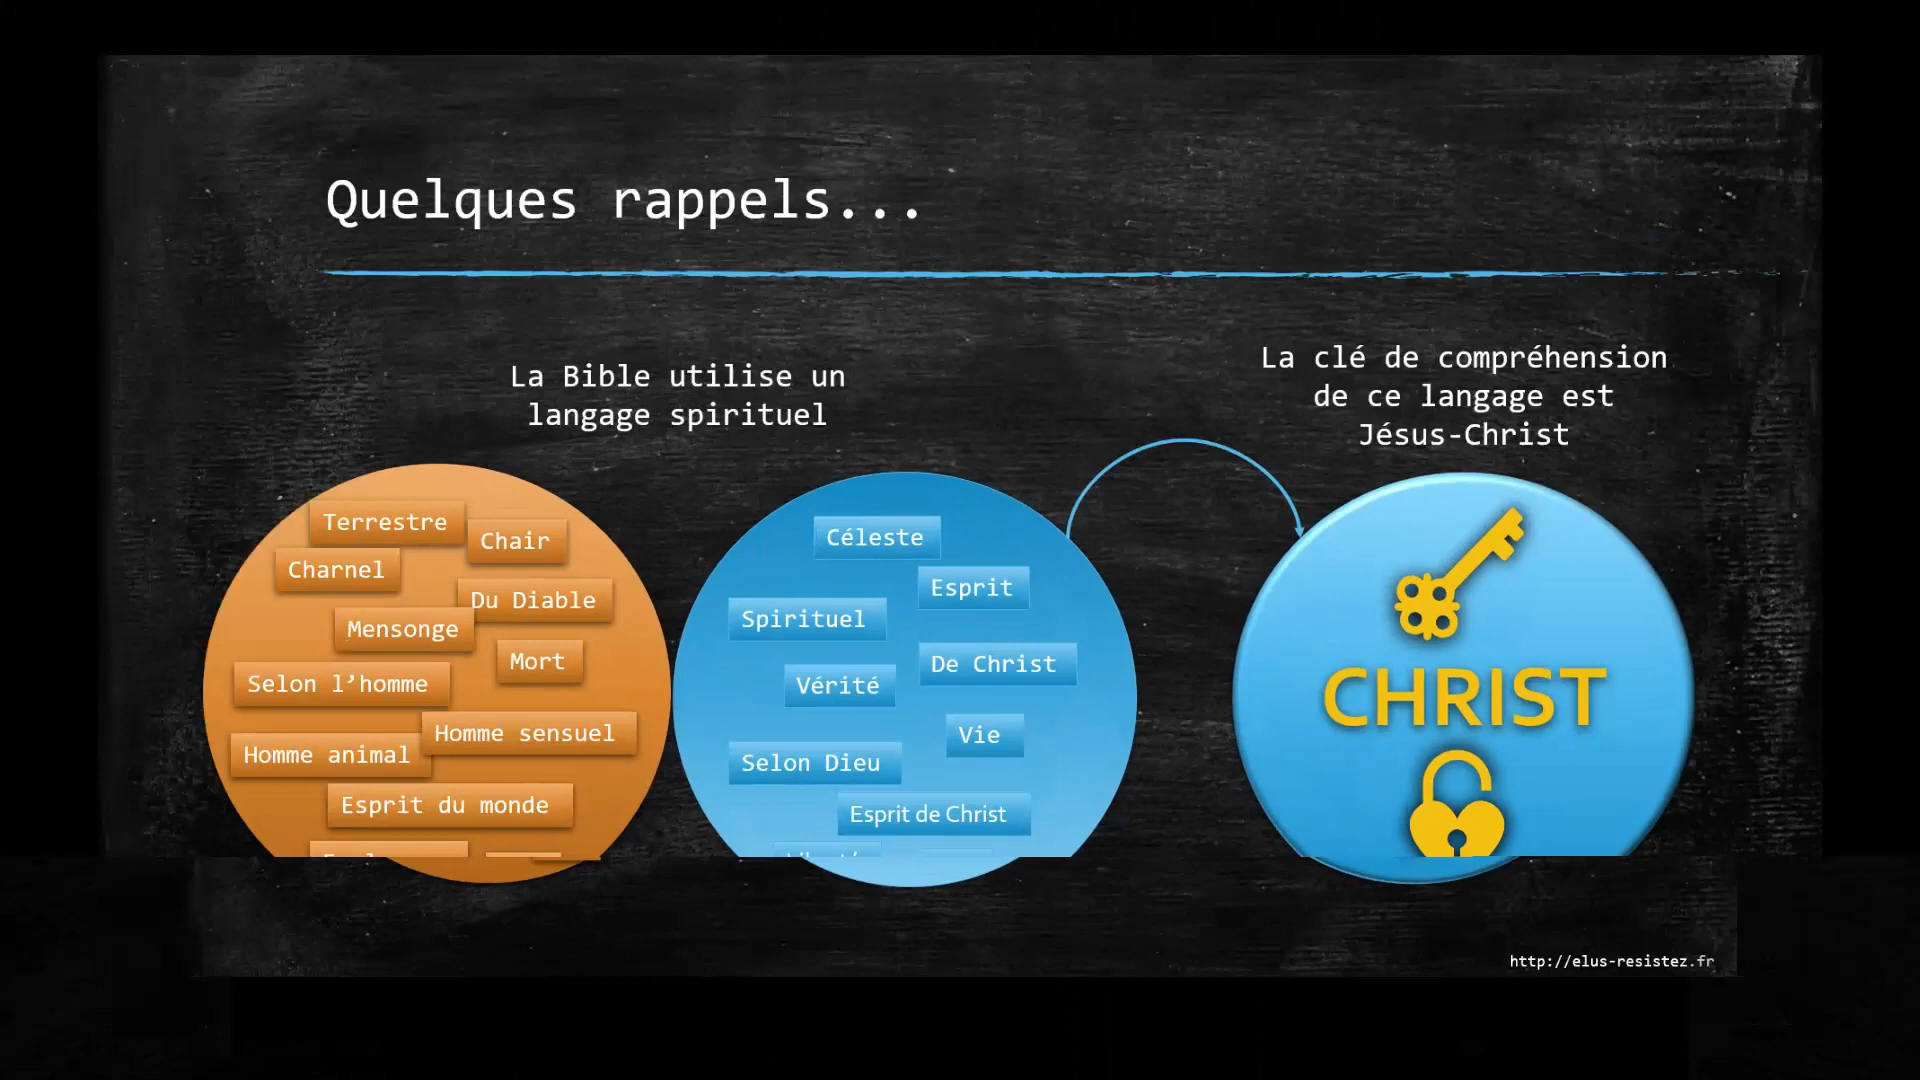 Quelques rappels...
La Bible utilise un
langage spirituel
La clé de compréhension
de ce langage est
Jésus-Christ
Terrestre
Chair
Charnel
Du Diable
Mensonge
Mort
Selon l’homme
Homme sensuel
Homme animal
Esprit du monde
Céleste
Esprit
Spirituel
De Christ
Vérité
Vie
Selon Dieu
Esprit de Christ
CHRIST
http://elus-resistez.fr